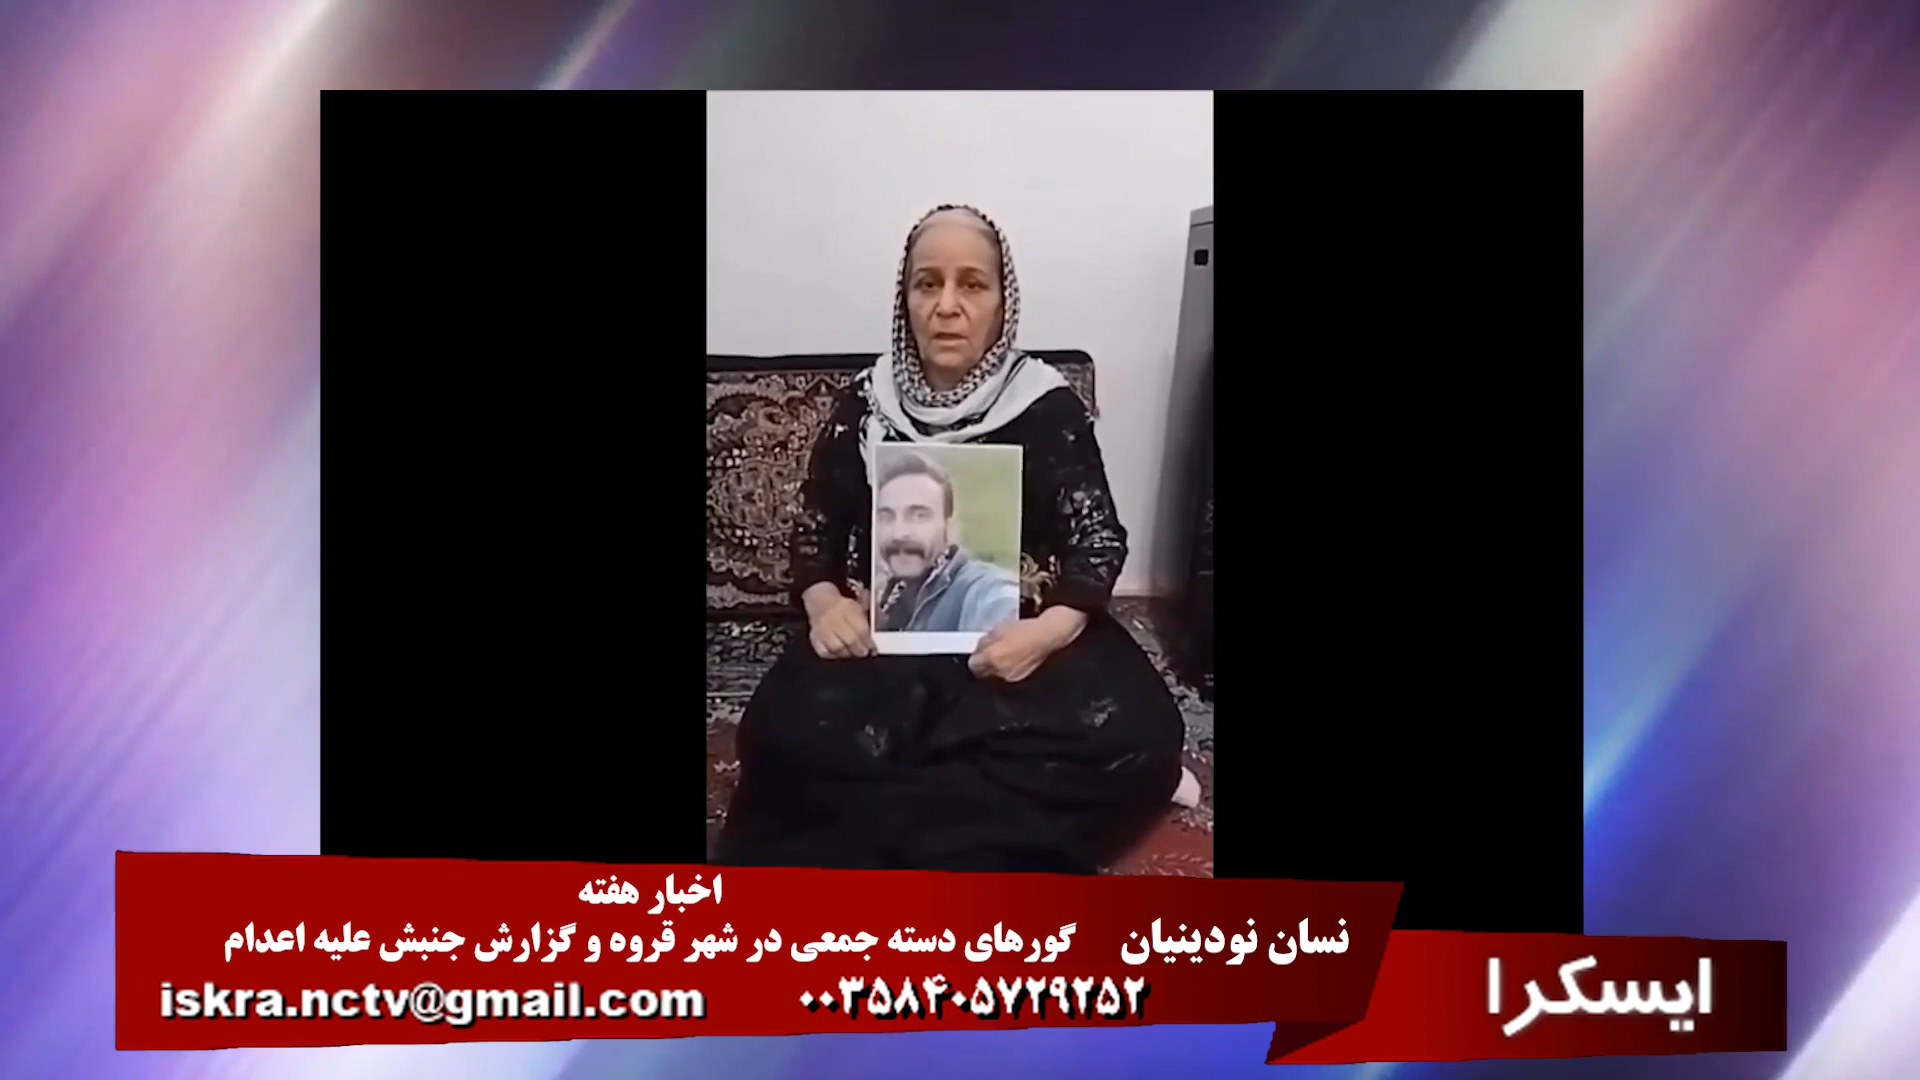 اخبار هفته
نسان نودینیان گورهای دسته جمعی در شهر قروه و گزارش جنبش علیه اعدام
iskra.nctv@gmail.com ۰۰۳۵۸۴۰۵۷۲۹۲۵۲
ایسکرا